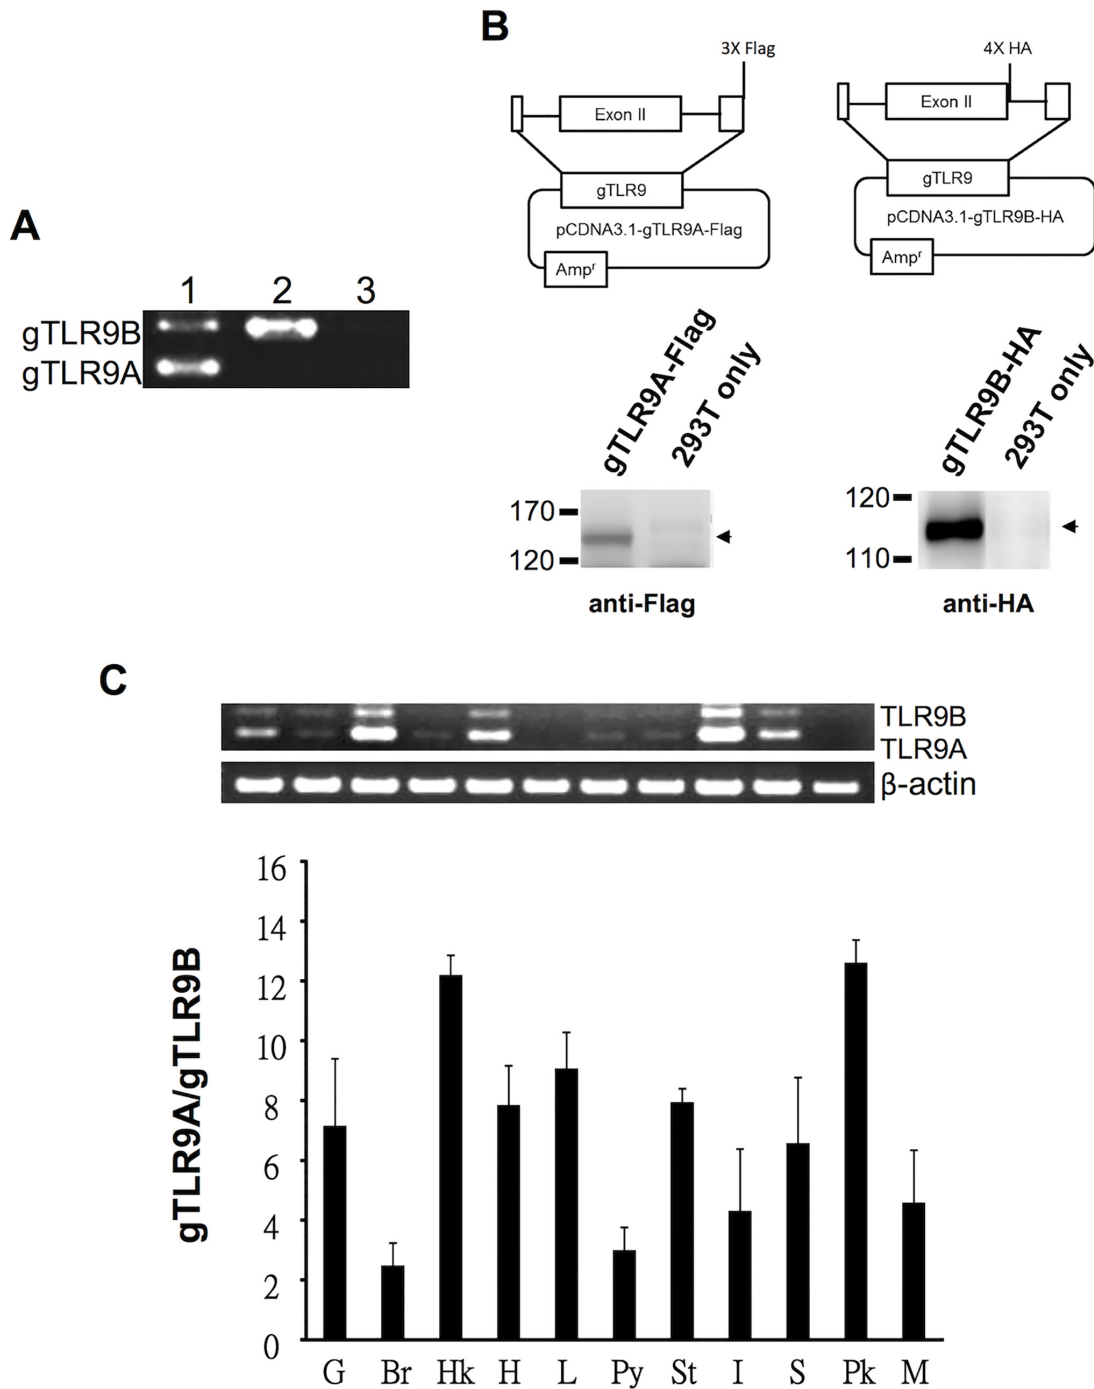 A
1 2 3
gTLR9B
gTLR9A
B
3X Flag
Exon II
gTLR9
pCDNA3.1-gTLR9A-Flag
Ampʳ
4X HA
Exon II
gTLR9
pCDNA3.1-gTLR9B-HA
Ampʳ
gTLR9A-Flag
293T only
170
120
anti-Flag
gTLR9B-HA
293T only
120
110
anti-HA
C
TLR9B
TLR9A
β-actin
gTLR9A/gTLR9B
16
14
12
10
8
6
4
2
0
G Br Hk H L Py St I S Pk M